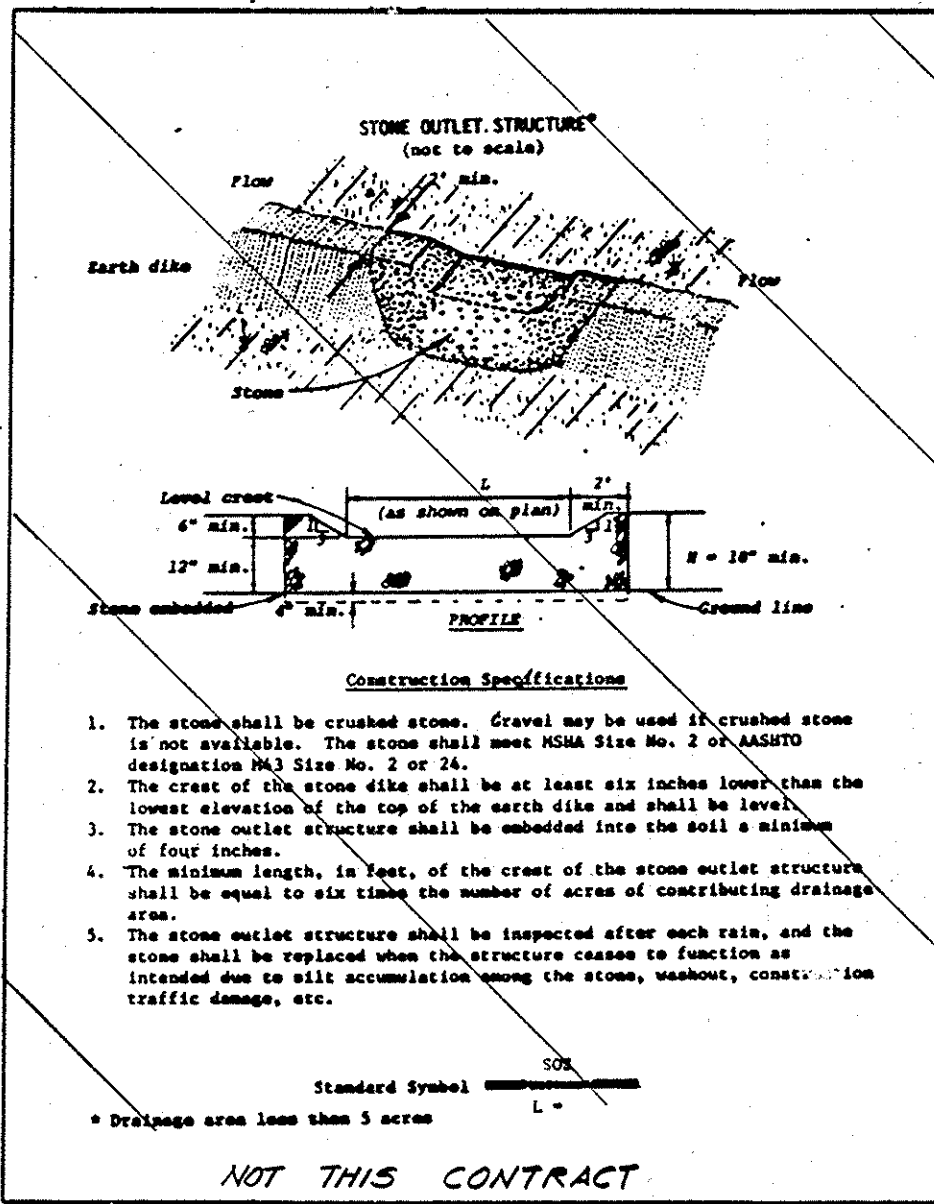 STONE OUTLET STRUCTURE*
(not to scale)
2' min.
Flow
Earth dike
Flow
Stone
L
2'
Level crest
min.
6" min.
(as shown on plan)
1
3
1
3
12" min.
H = 18" min.
Stone embedded
4" min.
Ground line
PROFILE
Construction Specifications
1. The stone shall be crushed stone. Gravel may be used if crushed stone
is not available. The stone shall meet MSHA Size No. 2 or AASHTO
designation M43 Size No. 2 or 24.
2. The crest of the stone dike shall be at least six inches lower than the
lowest elevation of the top of the earth dike and shall be level.
3. The stone outlet structure shall be embedded into the soil a minimum
of four inches.
4. The minimum length, in feet, of the crest of the stone outlet structure
shall be equal to six times the number of acres of contributing drainage
area.
5. The stone outlet structure shall be inspected after each rain, and the
stone shall be replaced when the structure ceases to function as
intended due to silt accumulation among the stone, washout, construction
traffic damage, etc.
SOS
Standard Symbol
L =
* Drainage area less than 5 acres
NOT THIS CONTRACT